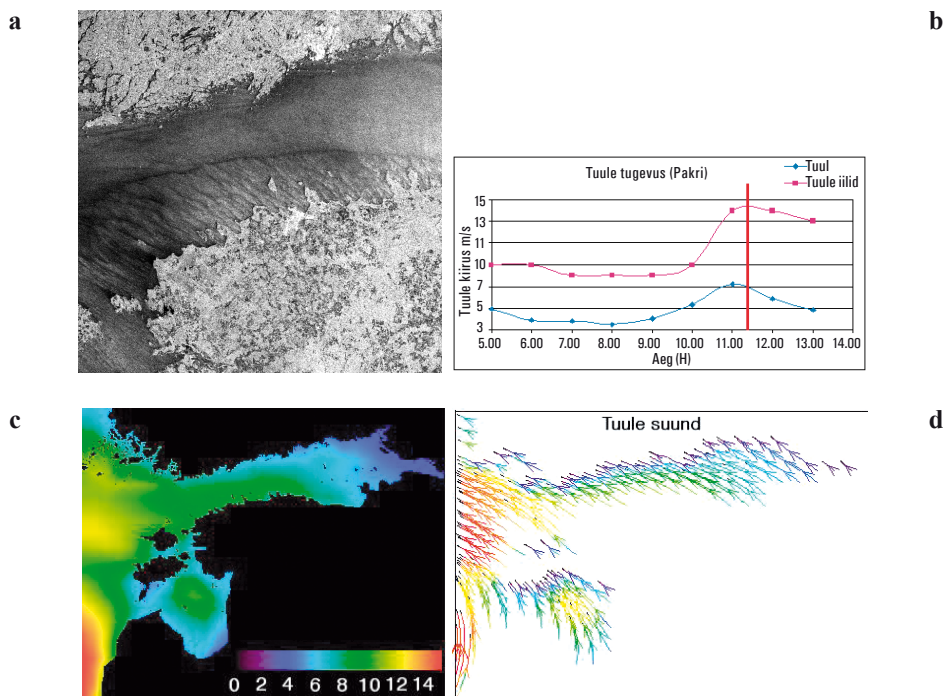 a
b
Tuule tugevus (Pakri)
Tuul
Tuule iilid
Tuule kiirus m/s
15
13
11
10
7
5
3
5.00 6.00 7.00 8.00 9.00 10.00 11.00 12.00 13.00 14.00
Aeg (H)
c
0 2 4 6 8 10 12 14
d
Tuule suund